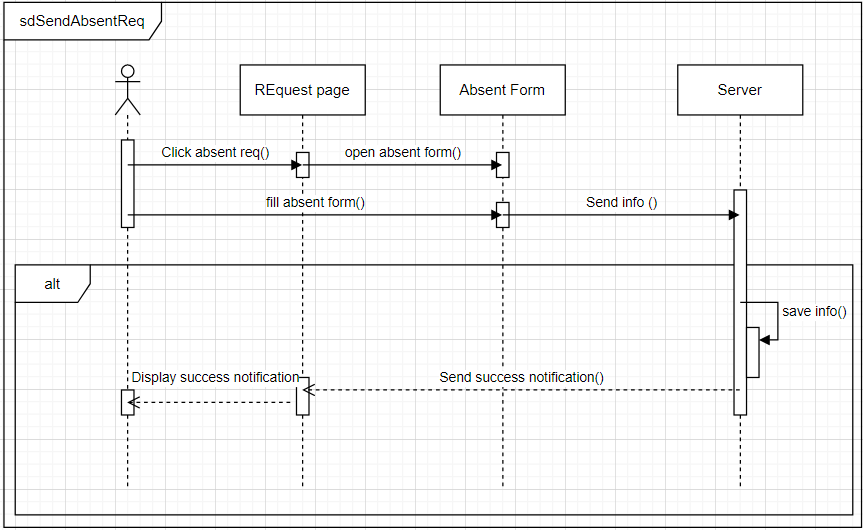 sdSendAbsentReq
REquest page
Absent Form
Server
Click absent req()
open absent form()
fill absent form()
Send info ()
alt
save info()
Display success notification
Send success notification()